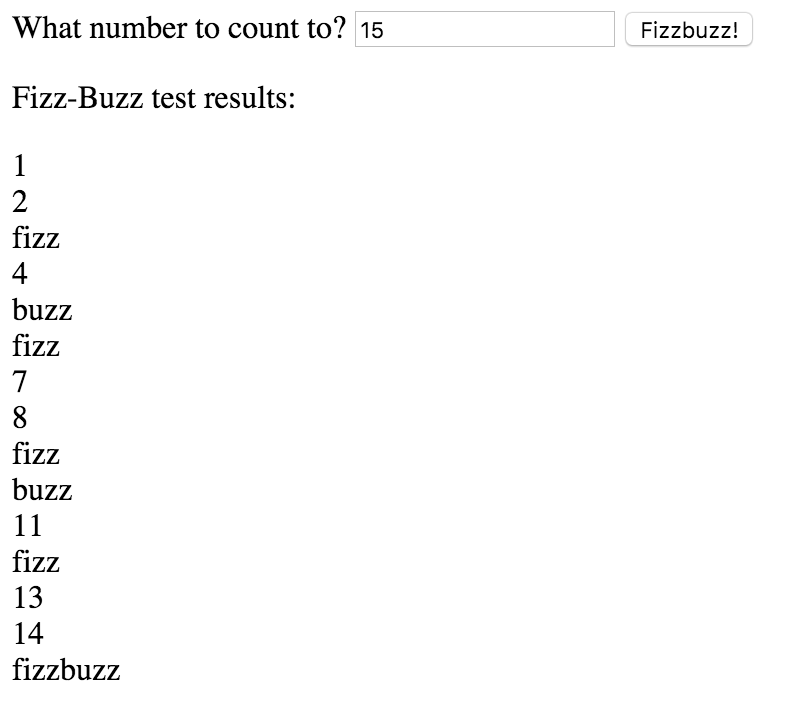 What number to count to? 15 Fizzbuzz!
Fizz-Buzz test results:
1
2
fizz
4
buzz
fizz
7
8
fizz
buzz
11
fizz
13
14
fizzbuzz